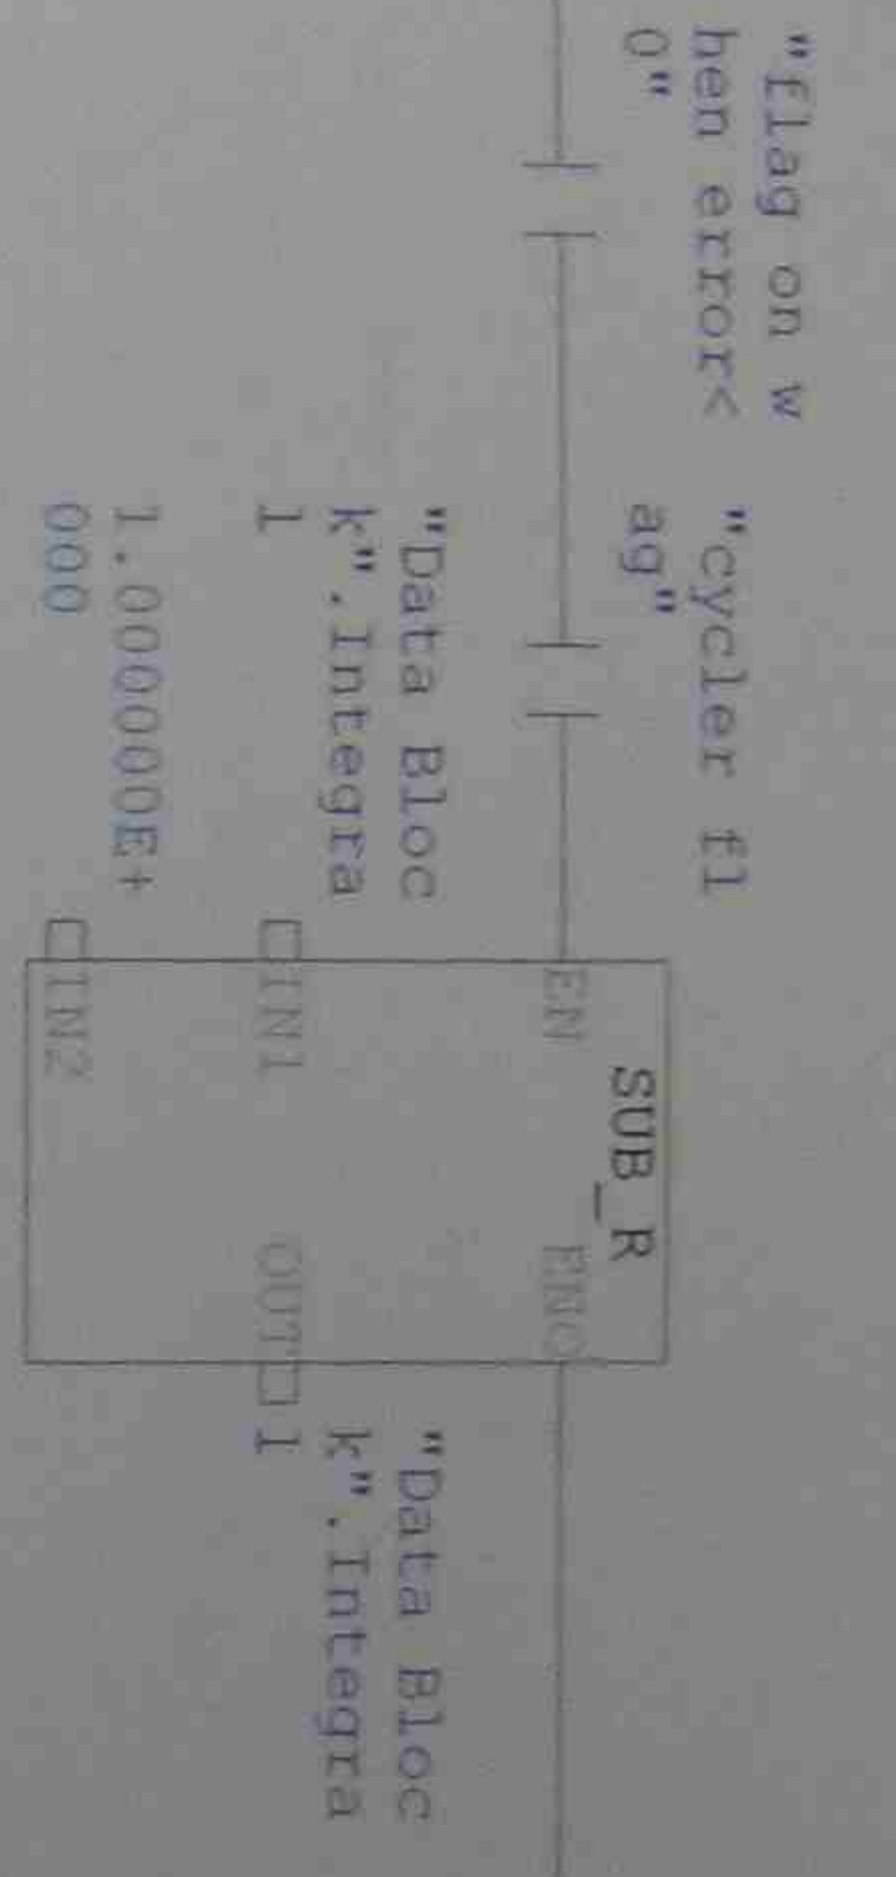 "flag on w
hen error<
0"
"cycler fl
ag"
SUB_R
EN
ENO
"Data Bloc
k".Integra
l
IN1
OUT
"Data Bloc
k".Integra
l
1.000000E+
000
IN2